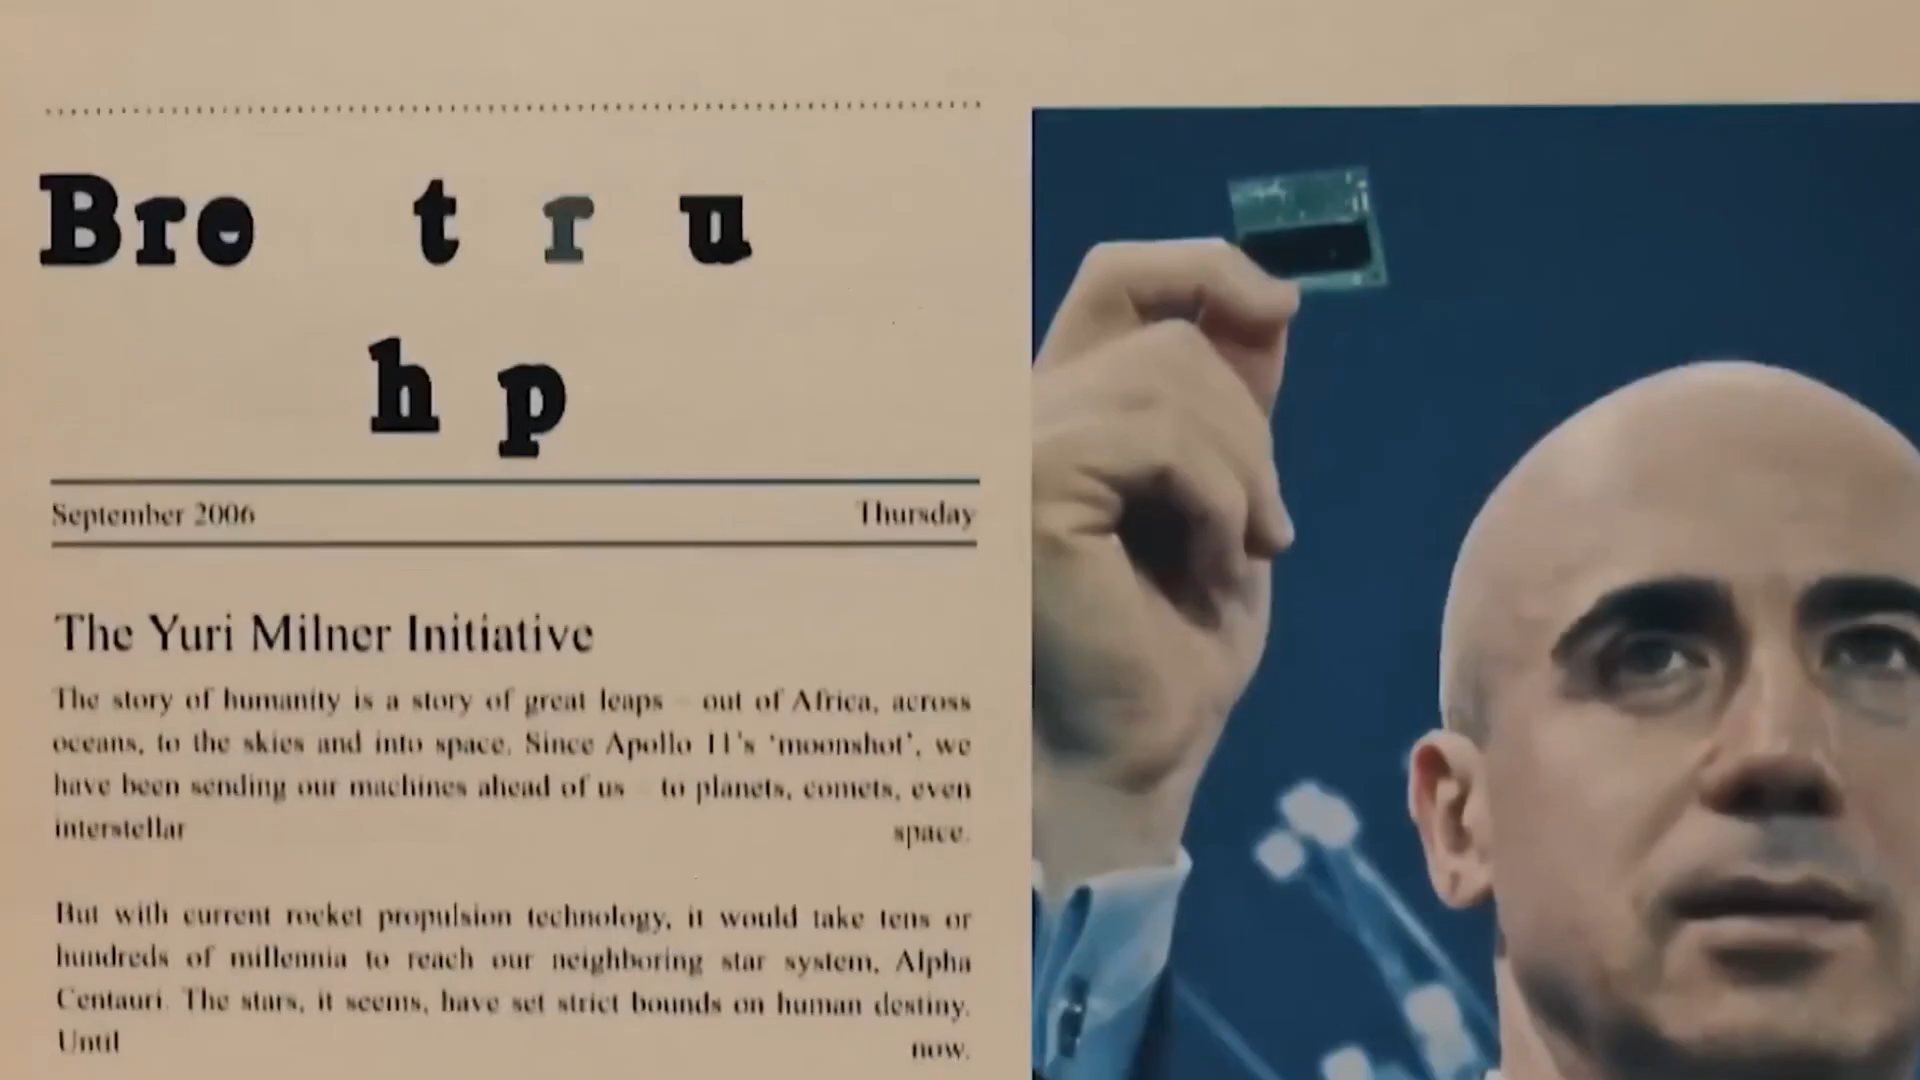 Bre t r u
h p
September 2006 Thursday
The Yuri Milner Initiative
The story of humanity is a story of great leaps – out of Africa, across
oceans, to the skies and into space. Since Apollo 11's 'moonshot', we
have been sending our machines ahead of us – to planets, comets, even
interstellar space.
But with current rocket propulsion technology, it would take tens or
hundreds of millennia to reach our neighboring star system, Alpha
Centauri. The stars, it seems, have set strict bounds on human destiny.
Until now.